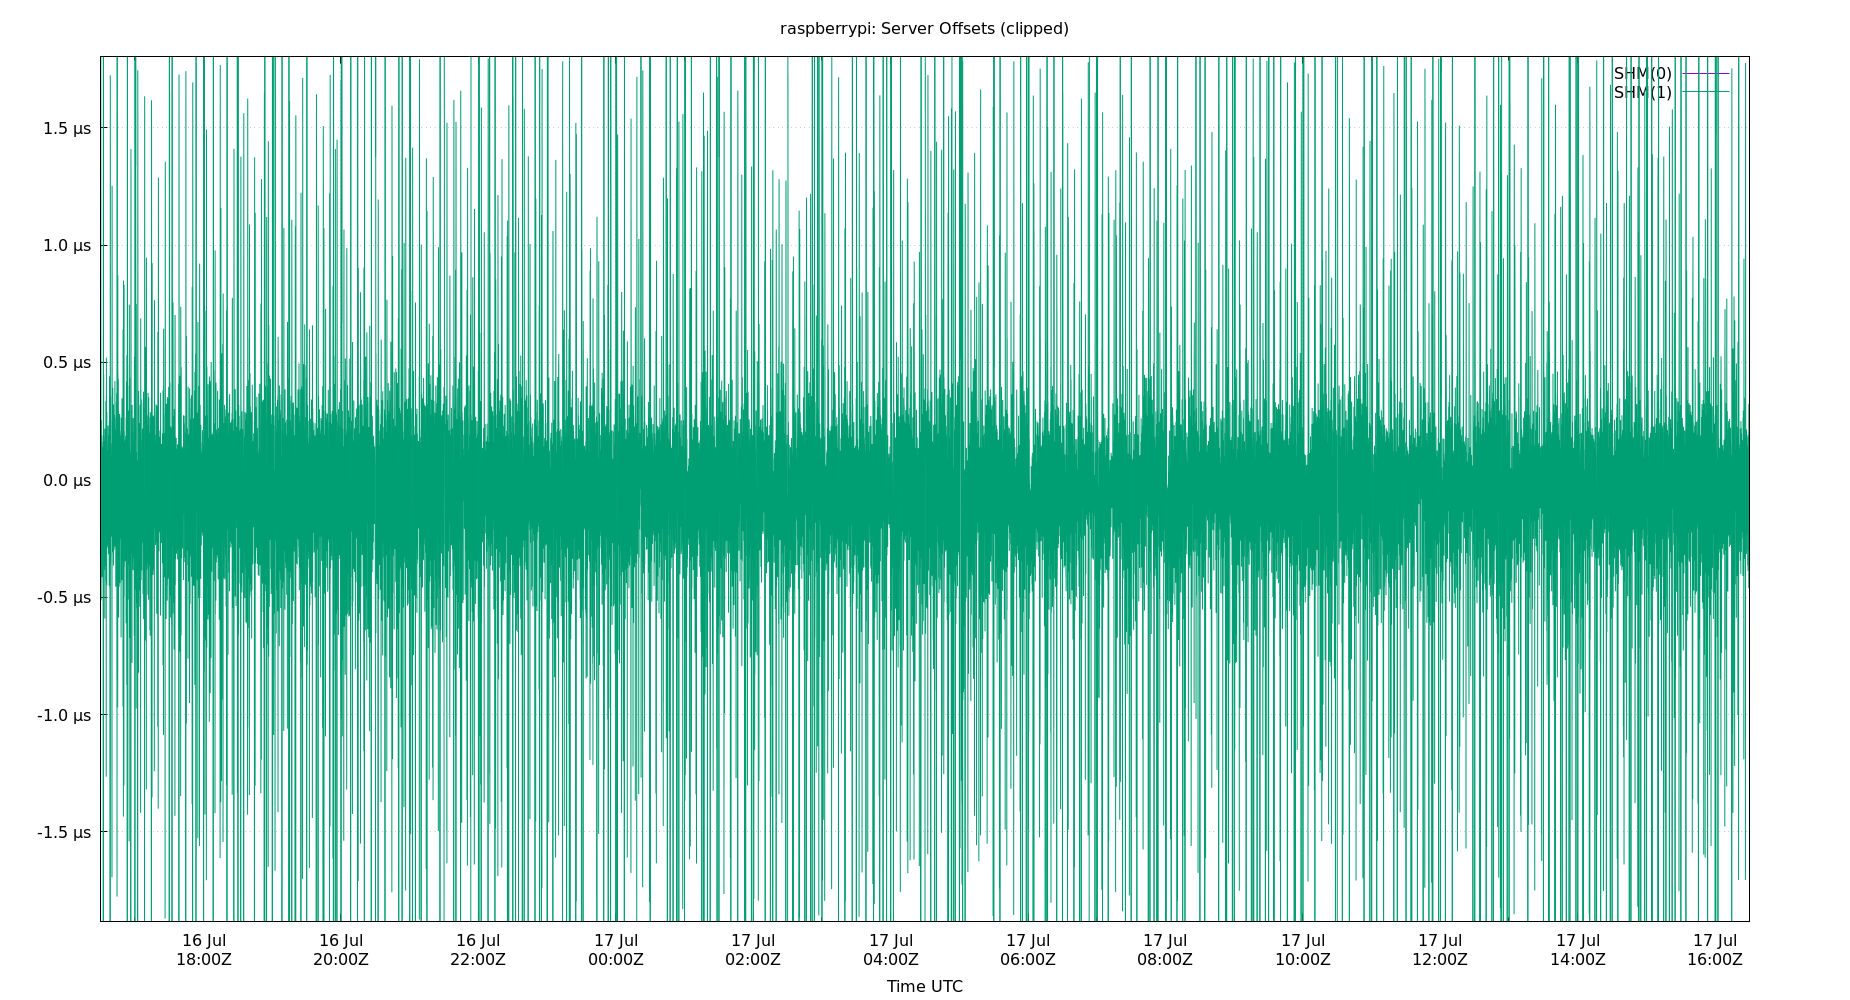 raspberrypi: Server Offsets (clipped)
SHM(0)
SHM(1)
1.5 µs
1.0 µs
0.5 µs
0.0 µs
-0.5 µs
-1.0 µs
-1.5 µs
16 Jul 16 Jul 16 Jul 17 Jul 17 Jul 17 Jul 17 Jul 17 Jul 17 Jul 17 Jul 17 Jul 17 Jul
18:00Z 20:00Z 22:00Z 00:00Z 02:00Z 04:00Z 06:00Z 08:00Z 10:00Z 12:00Z 14:00Z 16:00Z
Time UTC